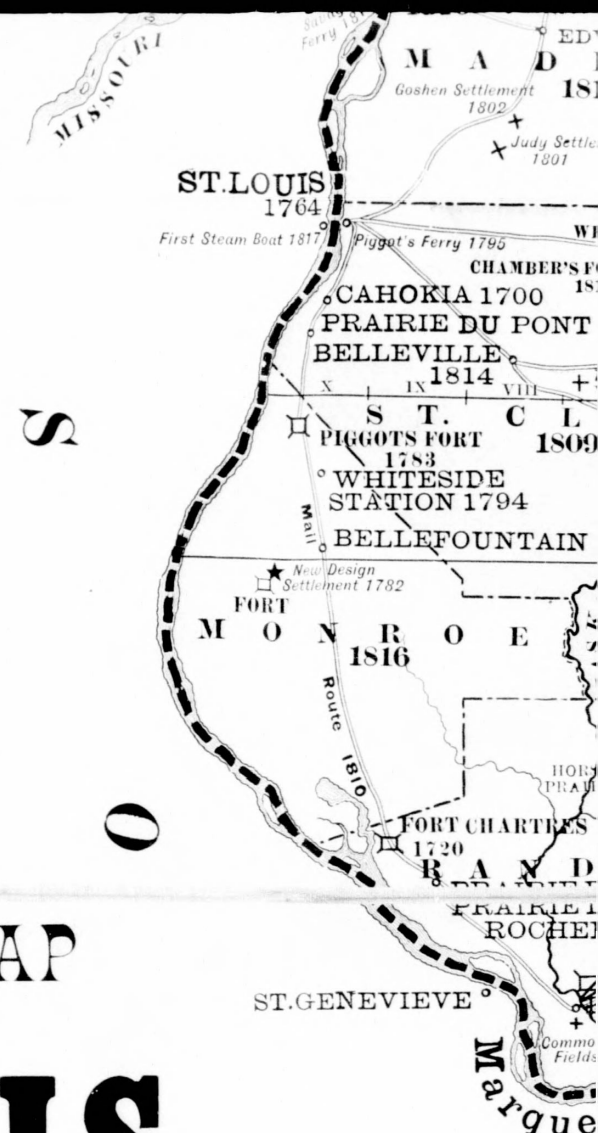 MISSOURI
Ferry
M A D
Goshen Settlement
1802
Judy Settle
1801
ST.LOUIS
1764
First Steam Boat 1817
Piggot's Ferry 1795
CHAMBER'S F
CAHOKIA 1700
PRAIRIE DU PONT
BELLEVILLE
1814
X IX VIII
S T. C L
1809
PIGGOTS FORT
1783
WHITESIDE
STATION 1794
Mail
BELLEFOUNTAIN
New Design
Settlement 1782
FORT
M O N R O E
1816
Route 1810
S
O
FORT CHARTRES
1720
R A N D
PRAIRIE
ROCHE
AP
ST.GENEVIEVE
Commo
Fields
IS
Marque